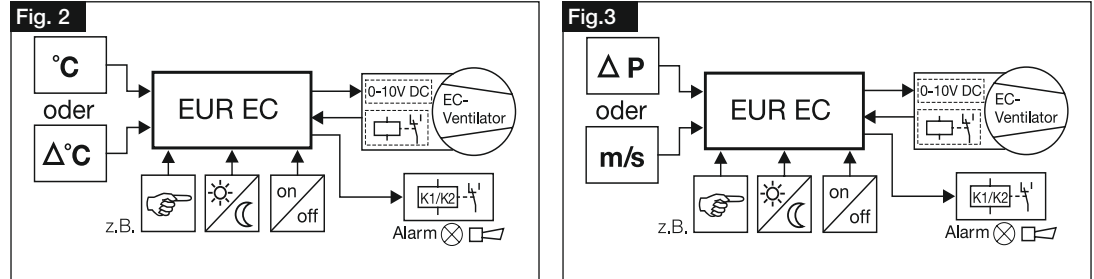 Fig. 2
°C
oder
Δ°C
EUR EC
0-10V DC
EC-
Ventilator
z.B.
on
off
K1/K2
Alarm
Fig.3
Δ P
oder
m/s
EUR EC
0-10V DC
EC-
Ventilator
z.B.
on
off
K1/K2
Alarm